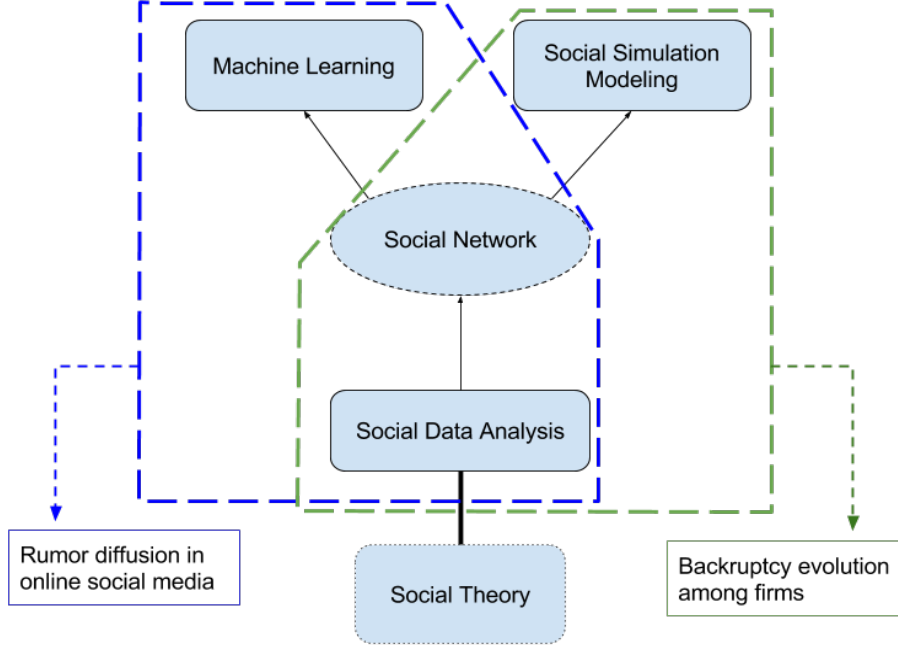 Machine Learning
Social Simulation
Modeling
Social Network
Social Data Analysis
Rumor diffusion in
online social media
Backruptcy evolution
among firms
Social Theory